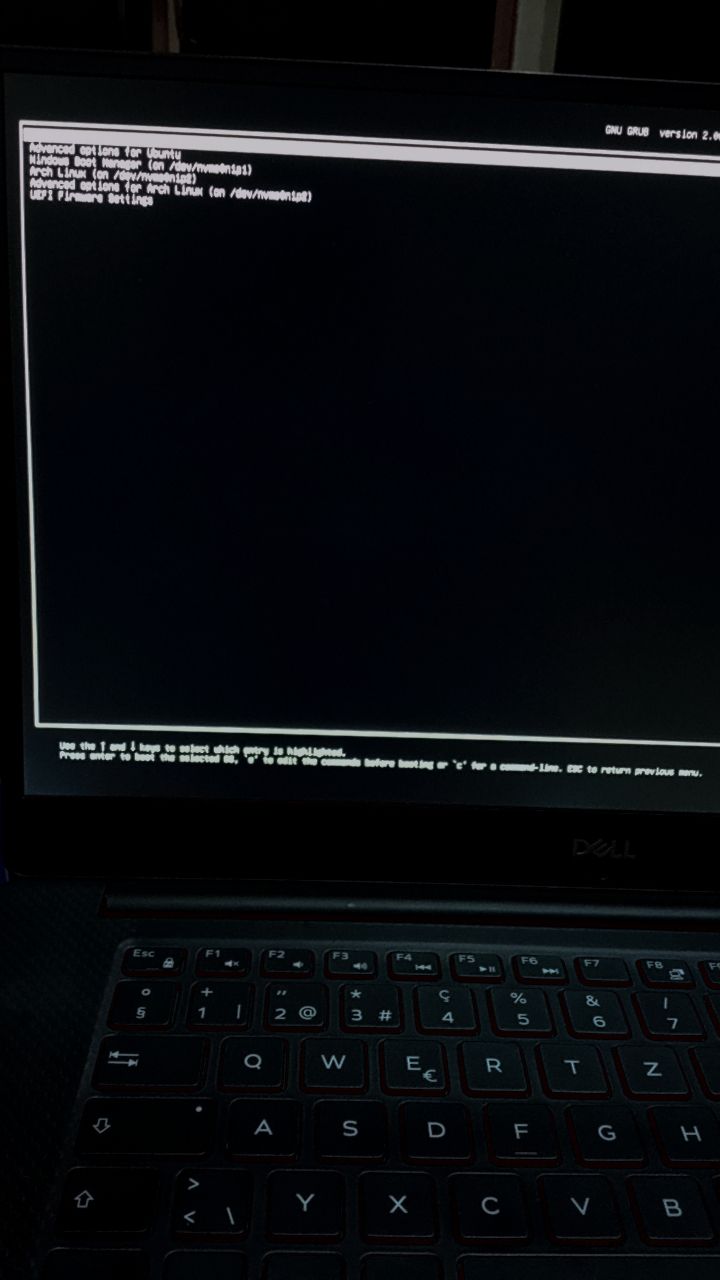 GNU GRUB version 2.0
Advanced options for Ubuntu
Windows Boot Manager (on /dev/nvme0n1p1)
Arch Linux (on /dev/nvme0n1p2)
Advanced options for Arch Linux (on /dev/nvme0n1p2)
UEFI Firmware Settings
Use the ↑ and ↓ keys to select which entry is highlighted.
Press enter to boot the selected OS, `e' to edit the commands before booting or `c' for a command-line. ESC to return previous menu.
DELL
Esc F1 F2 F3 F4 F5 F6 F7 F8
° + " * ç % & /
§ 1 | 2 @ 3 # 4 5 6 7
Q W E € R T Z
A S D F G H
>
< \ Y X C V B